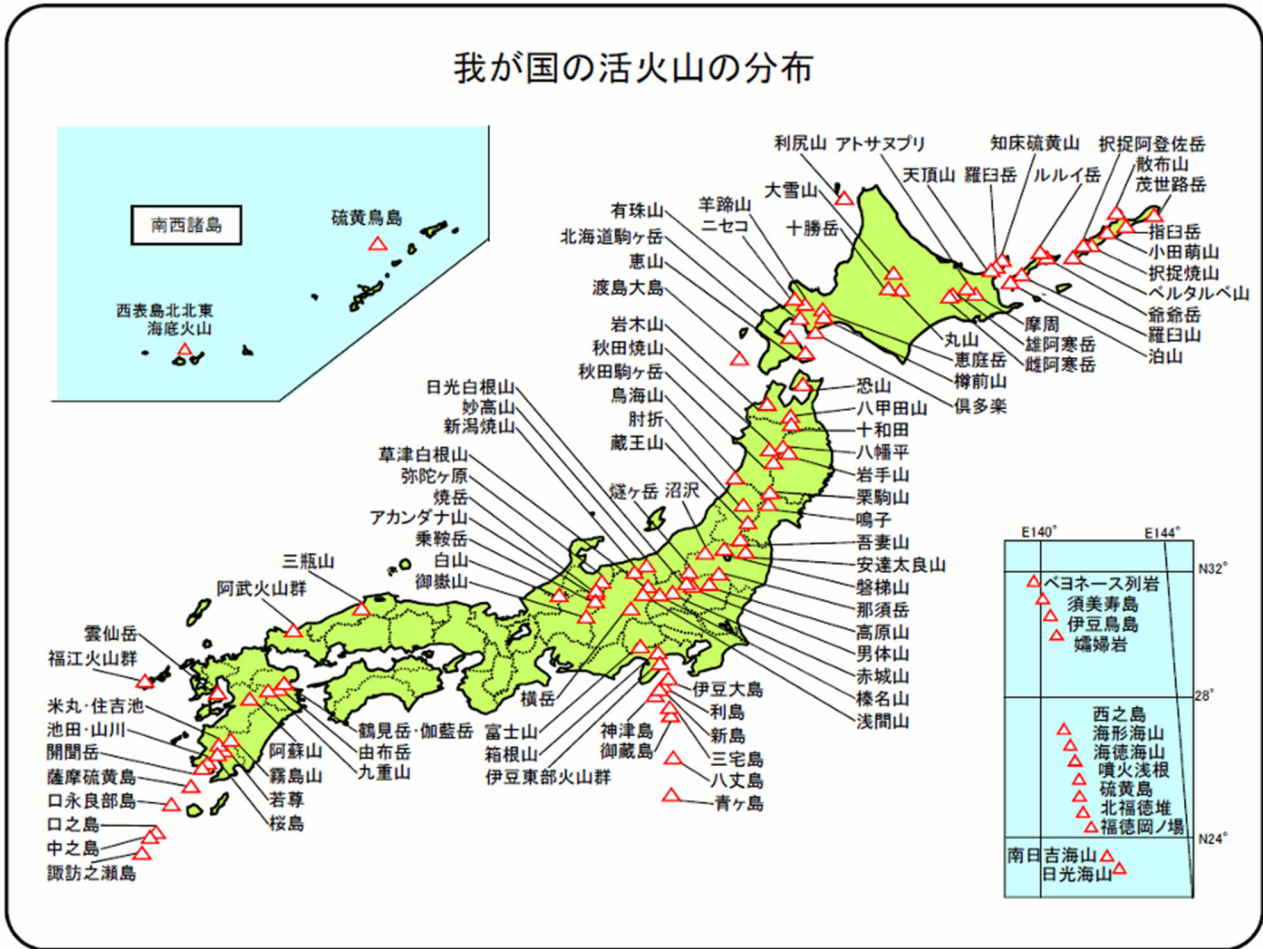 我が国の活火山の分布
南西諸島
硫黄鳥島
西表島北北東
海底火山
利尻山
アトサヌプリ
知床硫黄山
択捉阿登佐岳
天頂山
羅臼岳
ルルイ岳
散布山
茂世路岳
大雪山
羊蹄山
ニセコ
十勝岳
有珠山
北海道駒ヶ岳
恵山
渡島大島
指臼岳
小田萌山
択捉焼山
ベルタルベ山
爺爺岳
羅臼山
泊山
摩周
雄阿寒岳
雌阿寒岳
丸山
恵庭岳
樽前山
倶多楽
岩木山
秋田焼山
秋田駒ヶ岳
鳥海山
肘折
蔵王山
恐山
八甲田山
十和田
八幡平
岩手山
栗駒山
鳴子
吾妻山
安達太良山
磐梯山
那須岳
高原山
男体山
赤城山
榛名山
浅間山
日光白根山
妙高山
新潟焼山
草津白根山
弥陀ヶ原
焼岳
アカンダナ山
乗鞍岳
白山
御嶽山
燧ヶ岳
沼沢
三瓶山
阿武火山群
雲仙岳
福江火山群
米丸・住吉池
池田・山川
開聞岳
薩摩硫黄島
口永良部島
口之島
中之島
諏訪之瀬島
鶴見岳・伽藍岳
由布岳
九重山
阿蘇山
霧島山
若尊
桜島
横岳
富士山
箱根山
伊豆東部火山群
伊豆大島
利島
新島
神津島
御蔵島
三宅島
八丈島
青ヶ島
E140°
E144°
N32°
ベヨネース列岩
須美寿島
伊豆鳥島
孀婦岩
28°
西之島
海形海山
海徳海山
噴火浅根
硫黄島
北福徳堆
福徳岡ノ場
N24°
南日吉海山
日光海山